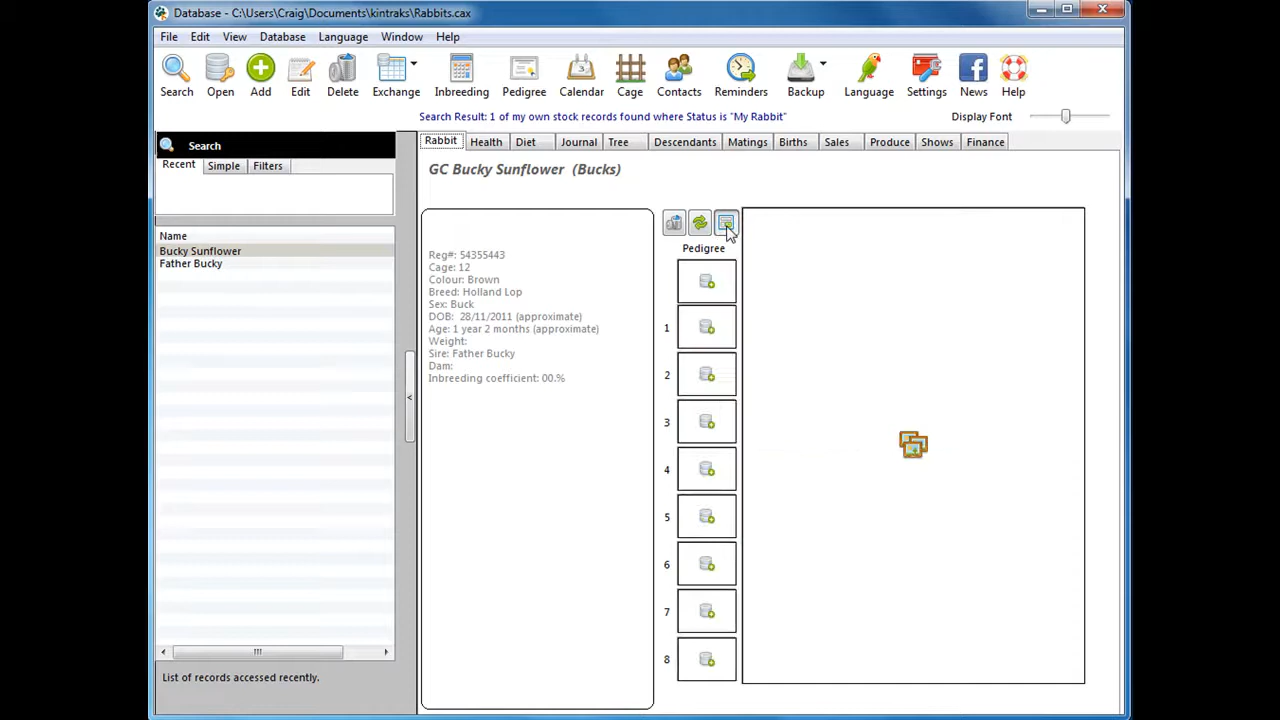 Database - C:\Users\Craig\Documents\kintraks\Rabbits.cax
File Edit View Database Language Window Help
Search Open Add Edit Delete Exchange Inbreeding Pedigree Calendar Cage Contacts Reminders Backup Language Settings News Help
Search Result: 1 of my own stock records found where Status is "My Rabbit"
Display Font
Search
Recent Simple Filters
Name
Bucky Sunflower
Father Bucky
<
List of records accessed recently.
Rabbit Health Diet Journal Tree Descendants Matings Births Sales Produce Shows Finance
GC Bucky Sunflower (Bucks)
Reg#: 54355443
Cage: 12
Colour: Brown
Breed: Holland Lop
Sex: Buck
DOB: 28/11/2011 (approximate)
Age: 1 year 2 months (approximate)
Weight:
Sire: Father Bucky
Dam:
Inbreeding coefficient: 00.%
Pedigree
1
2
3
4
5
6
7
8